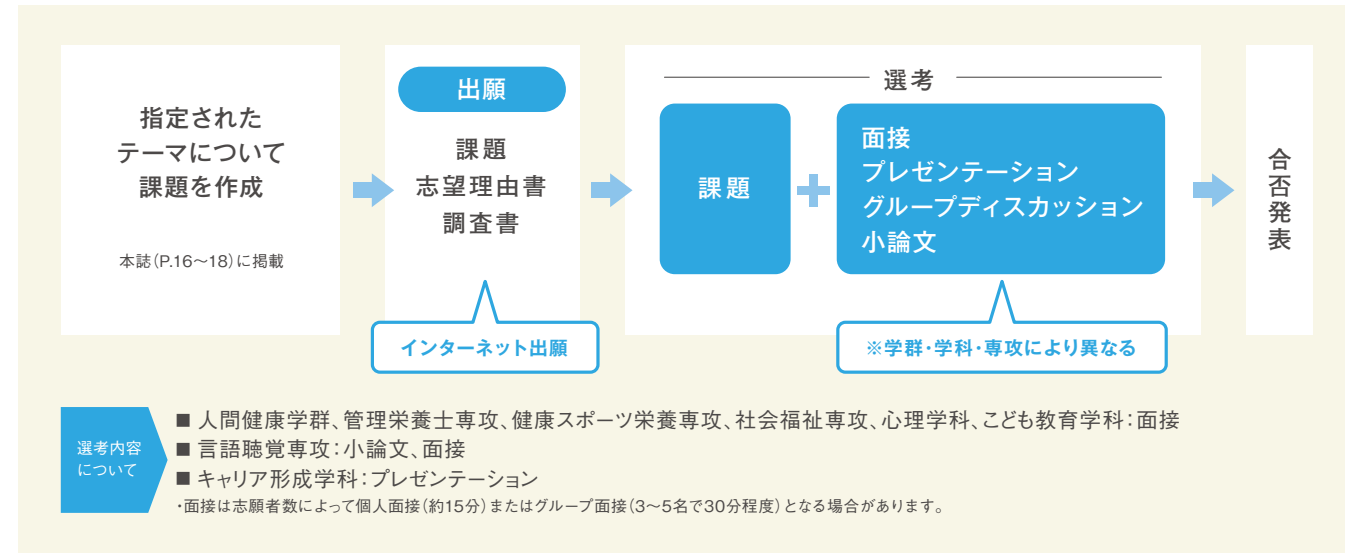 指定された
テーマについて
課題を作成
本誌(P.16〜18)に掲載
出願
課題
志望理由書
調査書
インターネット出願
選考
課題
面接
プレゼンテーション
グループディスカッション
小論文
※学群・学科・専攻により異なる
合否発表
選考内容
について
■ 人間健康学群、管理栄養士専攻、健康スポーツ栄養専攻、社会福祉専攻、心理学科、こども教育学科：面接
■ 言語聴覚専攻：小論文、面接
■ キャリア形成学科：プレゼンテーション
・面接は志願者数によって個人面接(約15分)またはグループ面接(3〜5名で30分程度)となる場合があります。